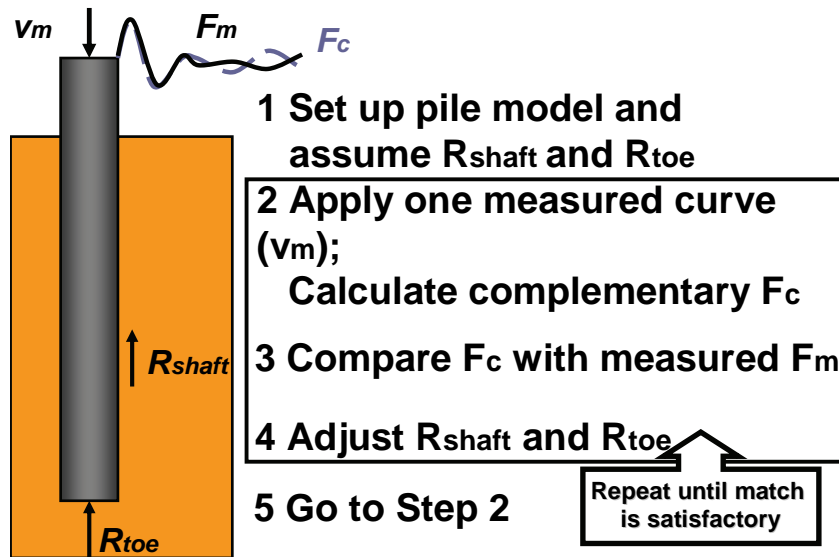 vm
Fm
Fc
1 Set up pile model and
assume Rshaft and Rtoe
2 Apply one measured curve
(vm);
Calculate complementary Fc
Rshaft
3 Compare Fc with measured Fm
4 Adjust Rshaft and Rtoe
5 Go to Step 2
Repeat until match
is satisfactory
Rtoe